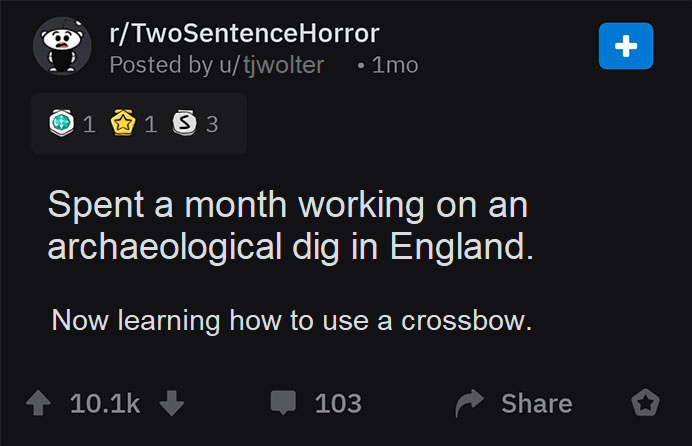 r/TwoSentenceHorror
Posted by u/tjwolter • 1mo
1 1 S 3
Spent a month working on an
archaeological dig in England.
Now learning how to use a crossbow.
10.1k 103 Share